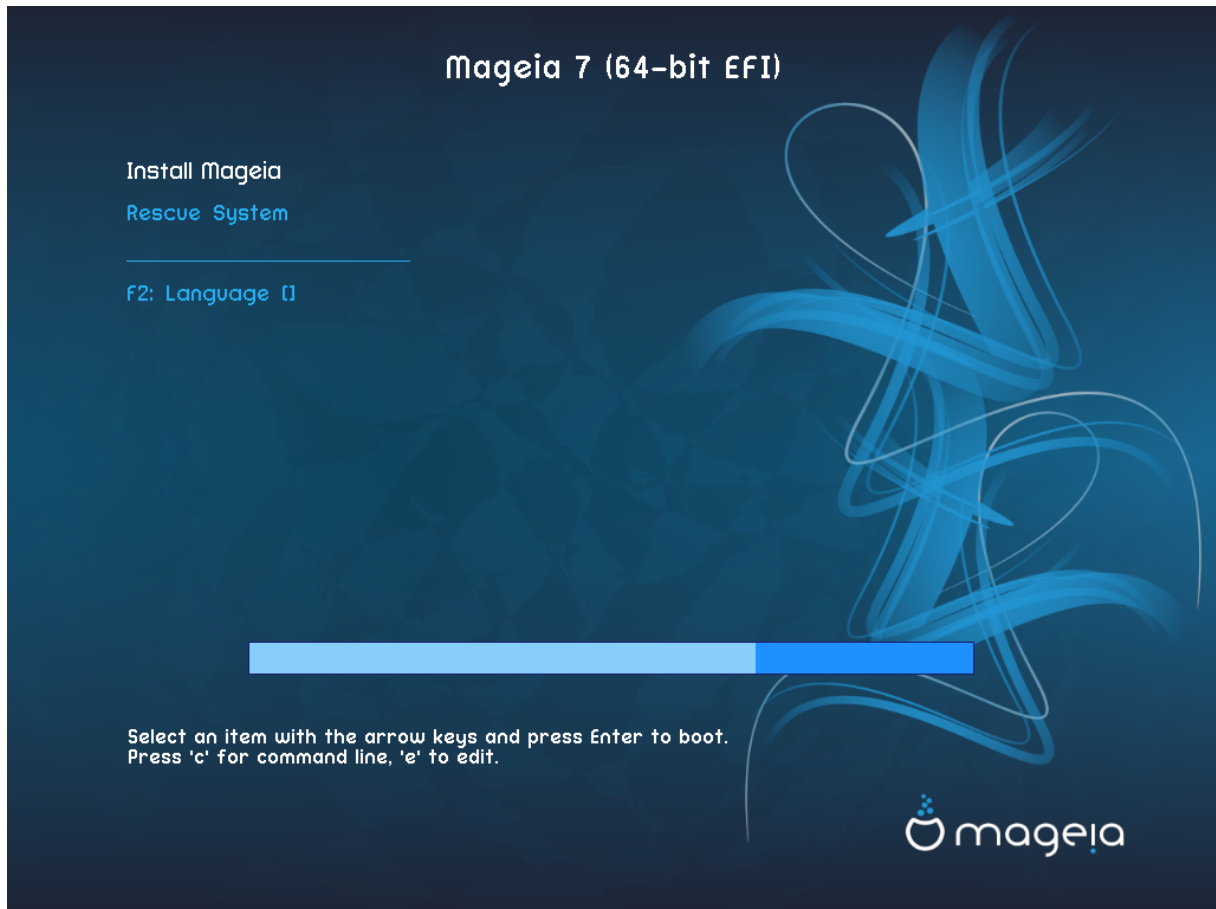 Mageia 7 (64-bit EFI)
Install Mageia
Rescue System
F2: Language []
Select an item with the arrow keys and press Enter to boot.
Press 'c' for command line, 'e' to edit.
mageia